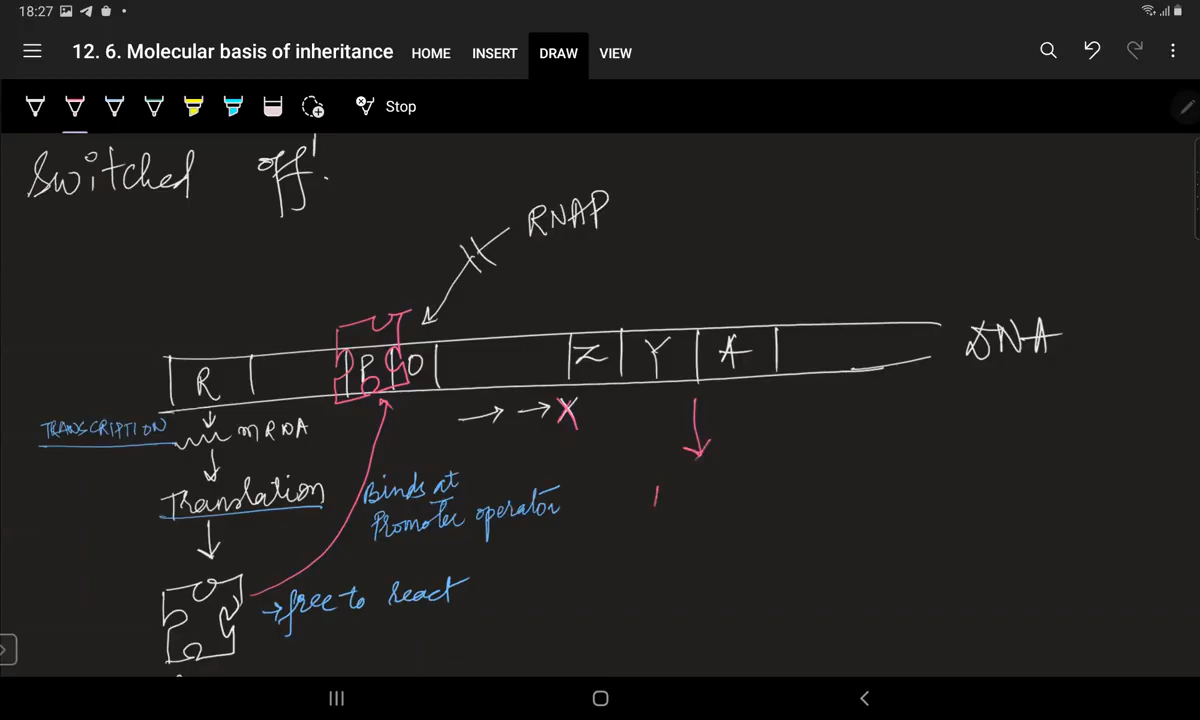 18:27
12. 6. Molecular basis of inheritance HOME INSERT DRAW VIEW
Stop
Switched off!
RNAP
R P O Z Y A DNA
TRANSCRIPTION mRNA
Translation
Binds at
Promoter operator
→free to react